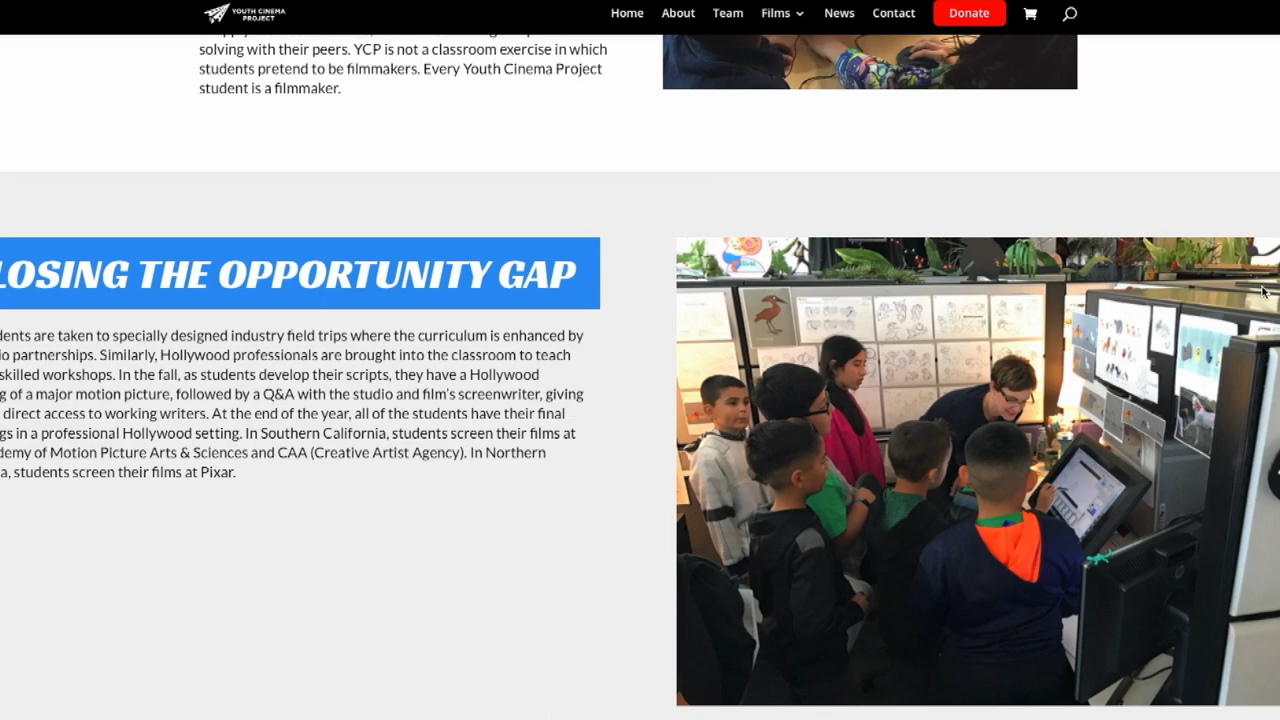 YOUTH CINEMA
PROJECT
Home About Team Films News Contact Donate
solving with their peers. YCP is not a classroom exercise in which
students pretend to be filmmakers. Every Youth Cinema Project
student is a filmmaker.
LOSING THE OPPORTUNITY GAP
dents are taken to specially designed industry field trips where the curriculum is enhanced by
io partnerships. Similarly, Hollywood professionals are brought into the classroom to teach
skilled workshops. In the fall, as students develop their scripts, they have a Hollywood
g of a major motion picture, followed by a Q&A with the studio and film's screenwriter, giving
direct access to working writers. At the end of the year, all of the students have their final
gs in a professional Hollywood setting. In Southern California, students screen their films at
demy of Motion Picture Arts & Sciences and CAA (Creative Artist Agency). In Northern
a, students screen their films at Pixar.